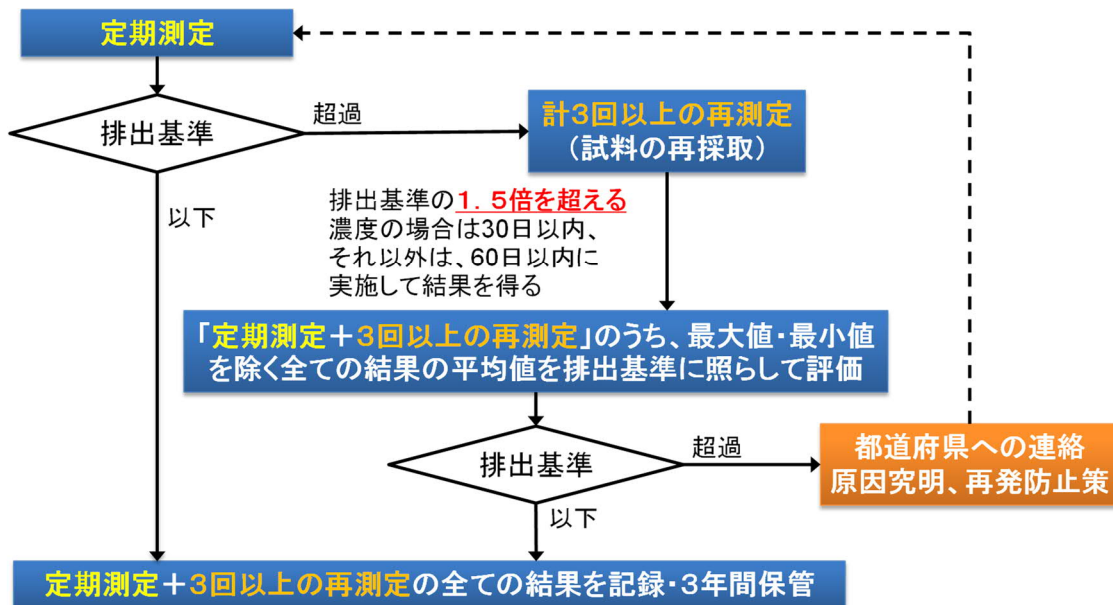 定期測定
排出基準
超過
計3回以上の再測定
（試料の再採取）
以下
排出基準の１．５倍を超える
濃度の場合は30日以内、
それ以外は、60日以内に
実施して結果を得る
「定期測定＋3回以上の再測定」のうち、最大値・最小値
を除く全ての結果の平均値を排出基準に照らして評価
排出基準
超過
都道府県への連絡
原因究明、再発防止策
以下
定期測定＋3回以上の再測定の全ての結果を記録・3年間保管